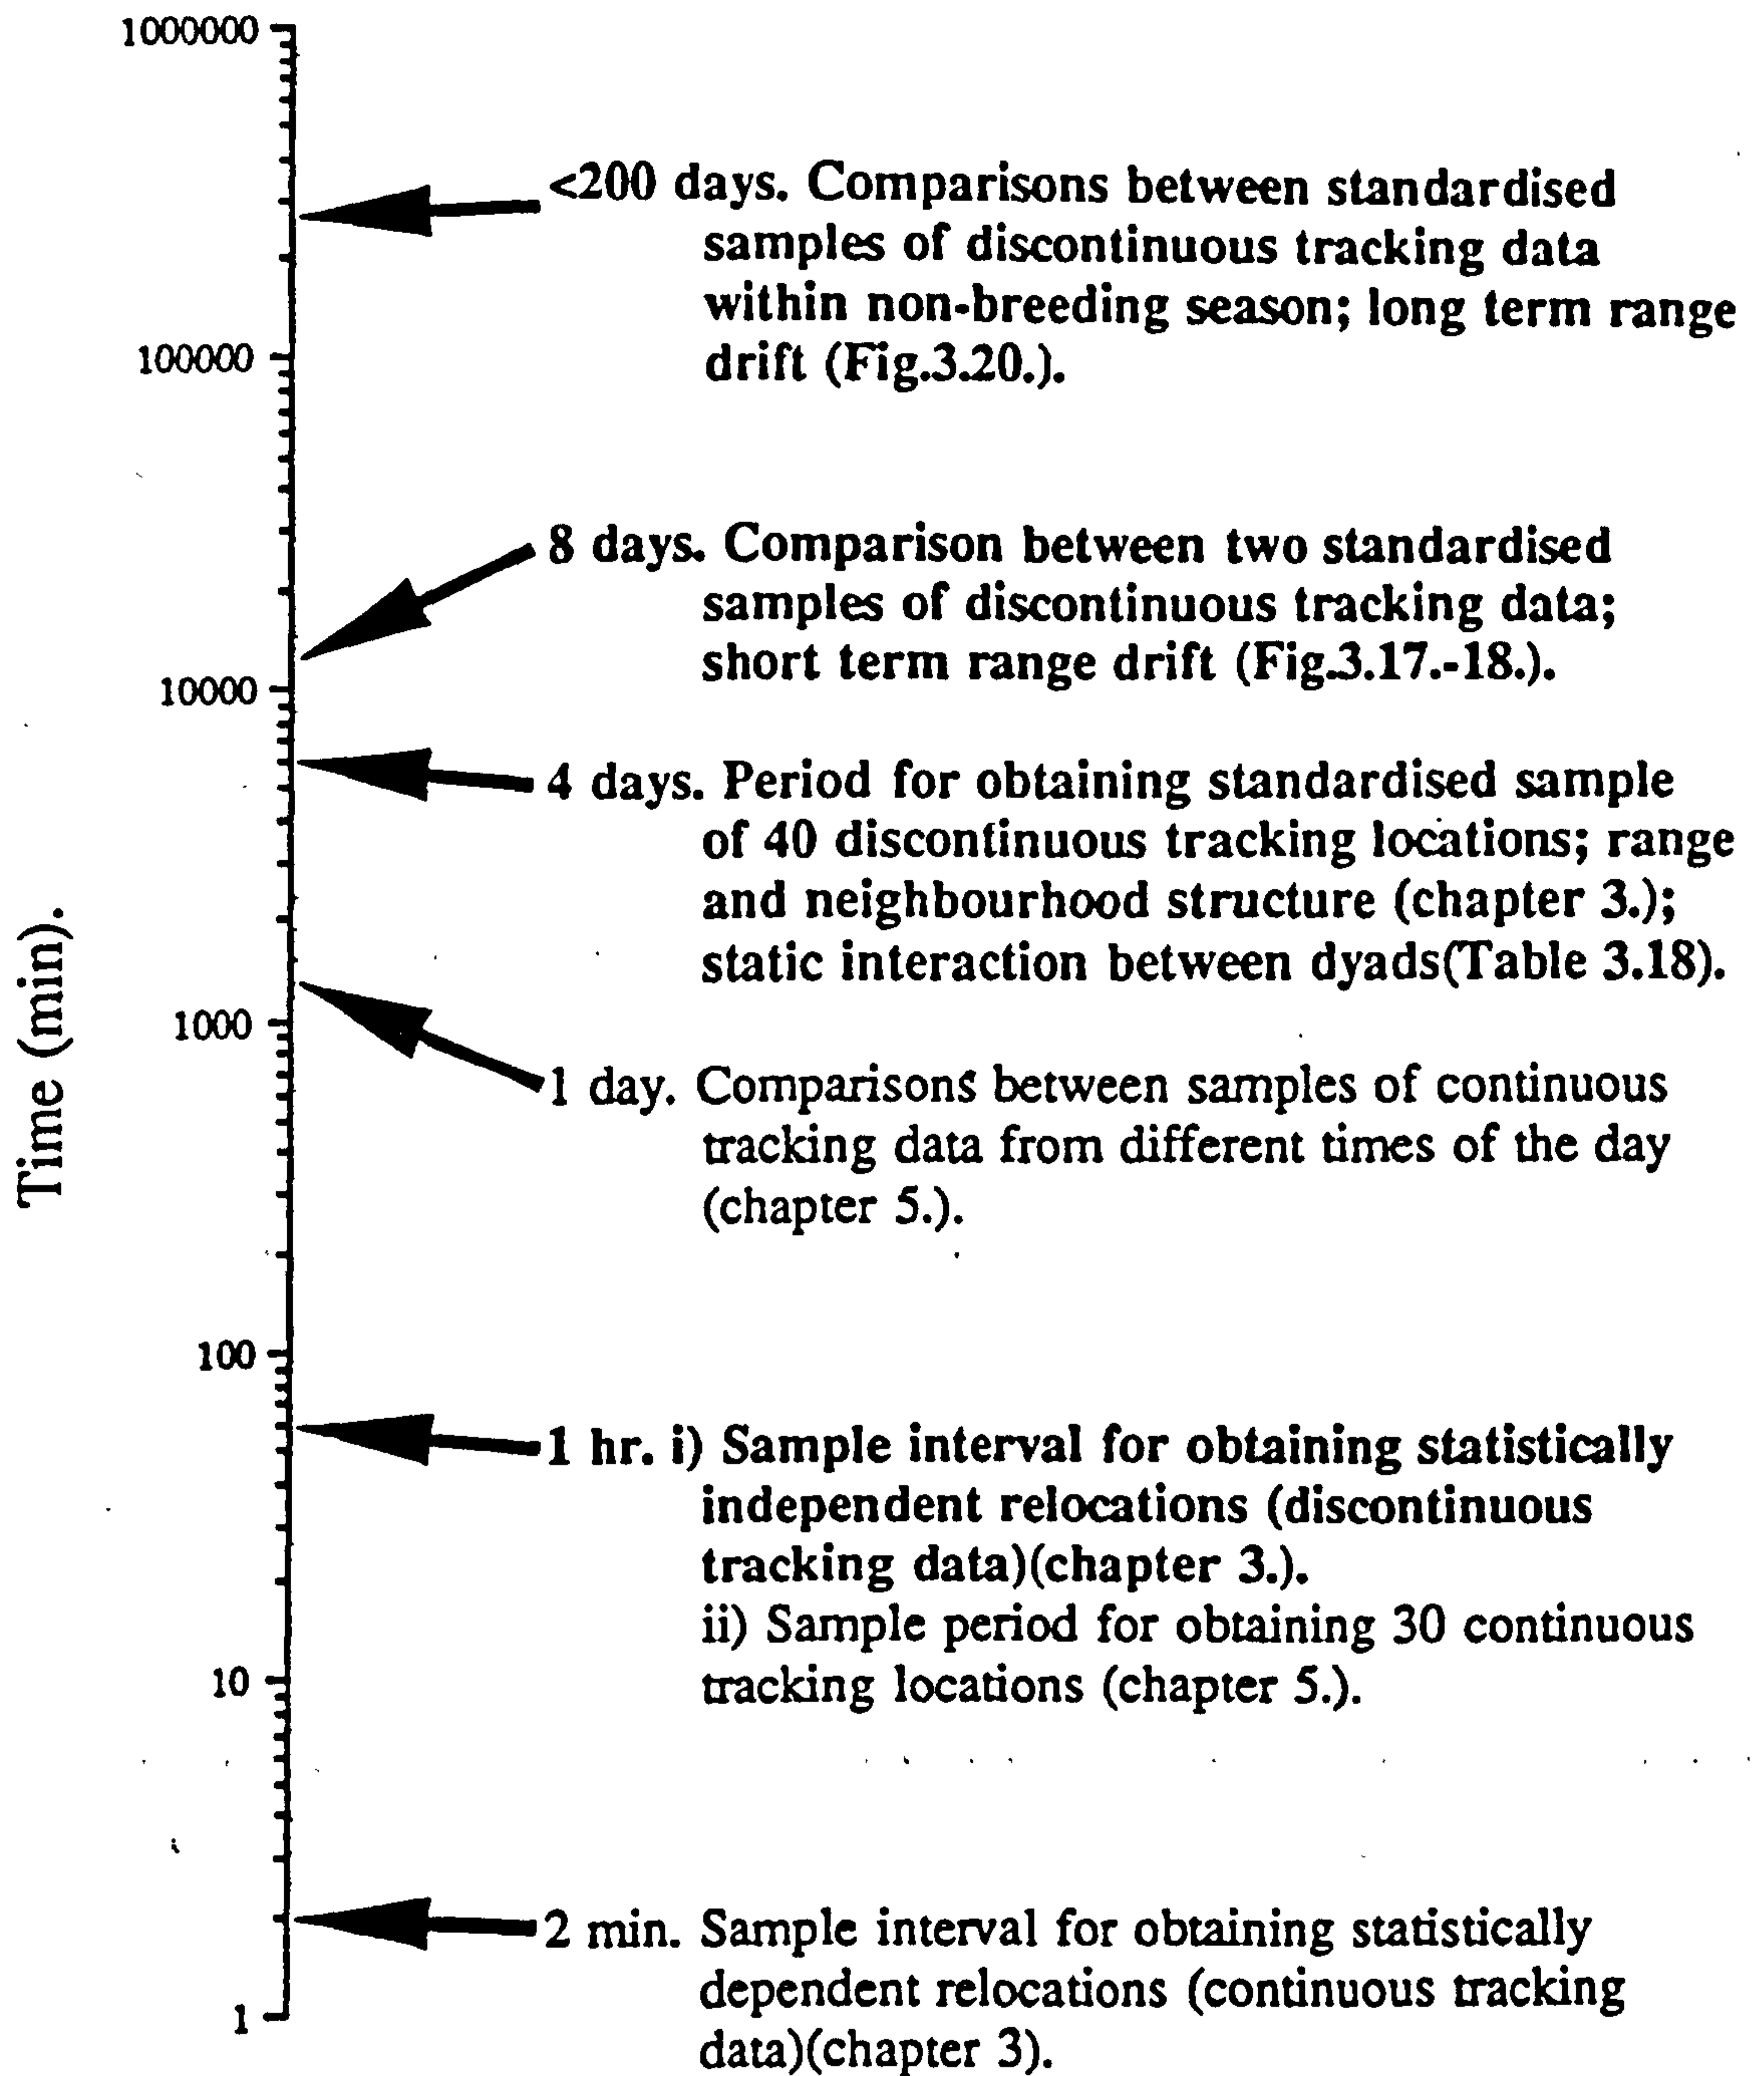 1000000
<200 days. Comparisons between standardised
samples of discontinuous tracking data
within non-breeding season; long term range
drift (Fig.3.20.).
100000
8 days. Comparison between two standardised
samples of discontinuous tracking data;
short term range drift (Fig.3.17.-18.).
10000
4 days. Period for obtaining standardised sample
of 40 discontinuous tracking locations; range
and neighbourhood structure (chapter 3.);
static interaction between dyads(Table 3.18).
Time (min).
1000
1 day. Comparisons between samples of continuous
tracking data from different times of the day
(chapter 5.).
100
1 hr. i) Sample interval for obtaining statistically
independent relocations (discontinuous
tracking data)(chapter 3.).
ii) Sample period for obtaining 30 continuous
tracking locations (chapter 5.).
10
2 min. Sample interval for obtaining statistically
dependent relocations (continuous tracking
data)(chapter 3).
1